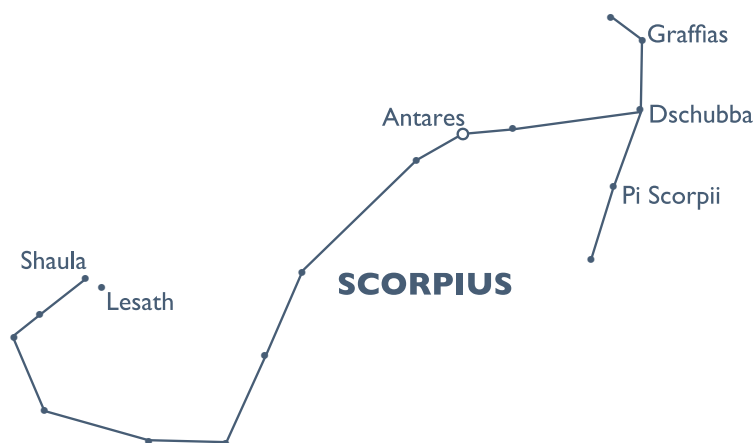 Graffias
Antares
Dschubba
Pi Scorpii
Shaula
SCORPIUS
Lesath